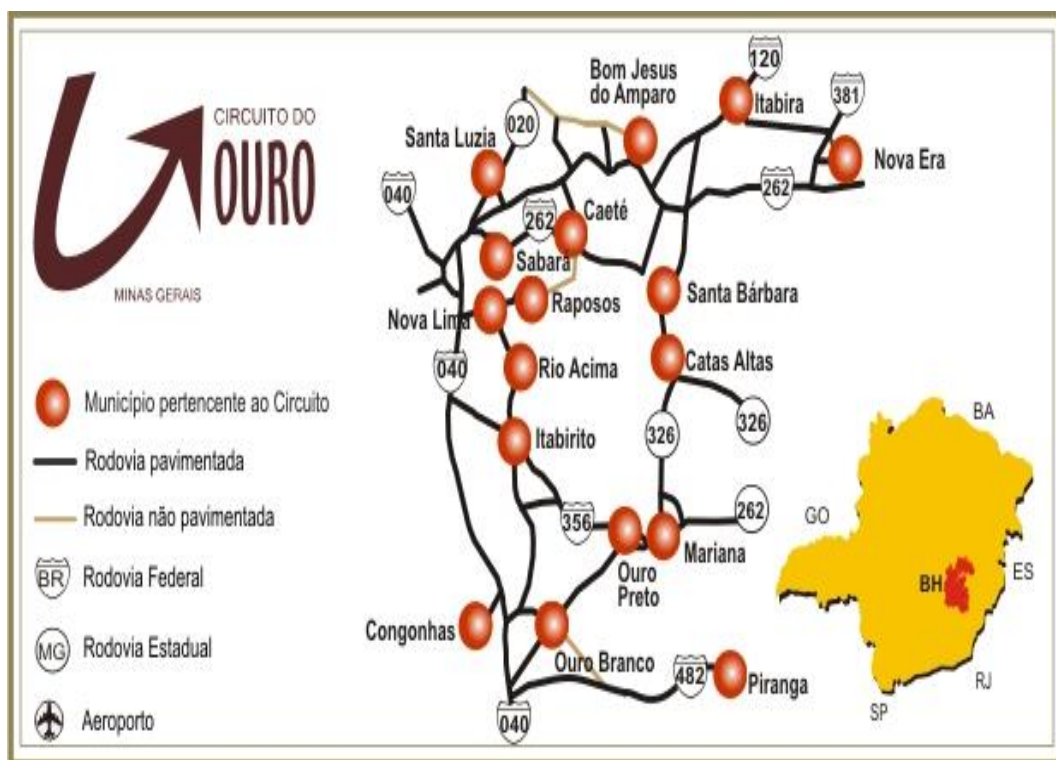 CIRCUITO DO
OURO
MINAS GERAIS
Município pertencente ao Circuito
Rodovia pavimentada
Rodovia não pavimentada
BR
Rodovia Federal
MG
Rodovia Estadual
Aeroporto
120
Bom Jesus
do Amparo
Itabira
381
020
Santa Luzia
Nova Era
040
262
262
Caeté
Sabará
Santa Bárbara
Raposos
Nova Lima
040
Rio Acima
Catas Altas
326
326
Itabirito
262
356
Mariana
Ouro
Preto
Congonhas
Ouro Branco
482
Piranga
040
BA
GO
BH
ES
RJ
SP